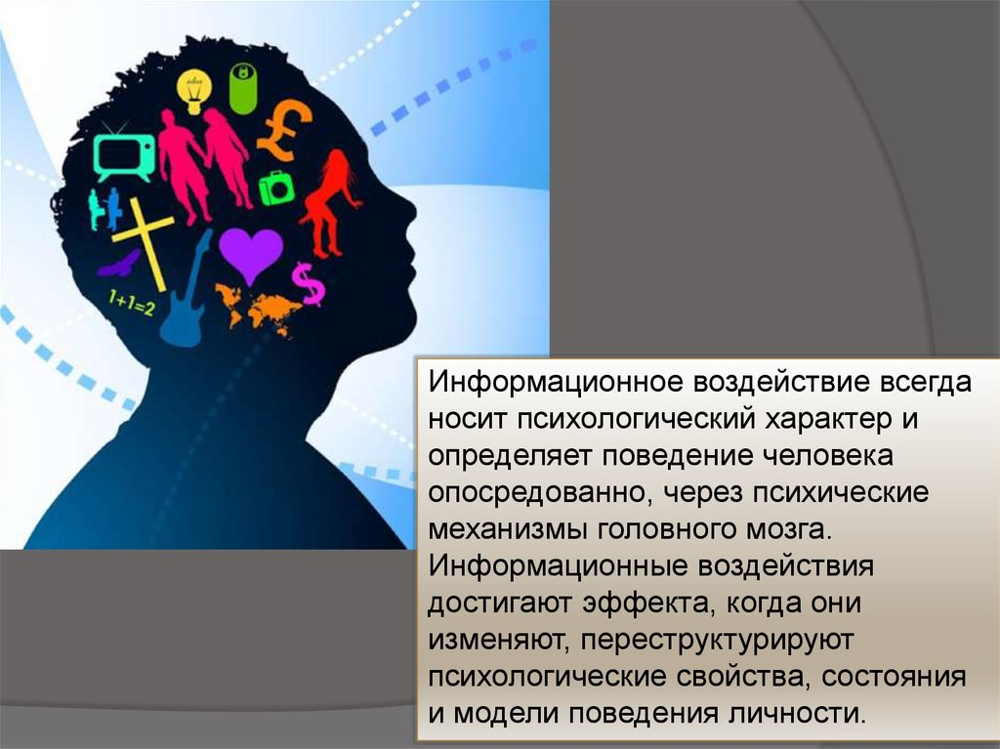 idea
£
1+1=2
$
Информационное воздействие всегда
носит психологический характер и
определяет поведение человека
опосредованно, через психические
механизмы головного мозга.
Информационные воздействия
достигают эффекта, когда они
изменяют, переструктурируют
психологические свойства, состояния
и модели поведения личности.